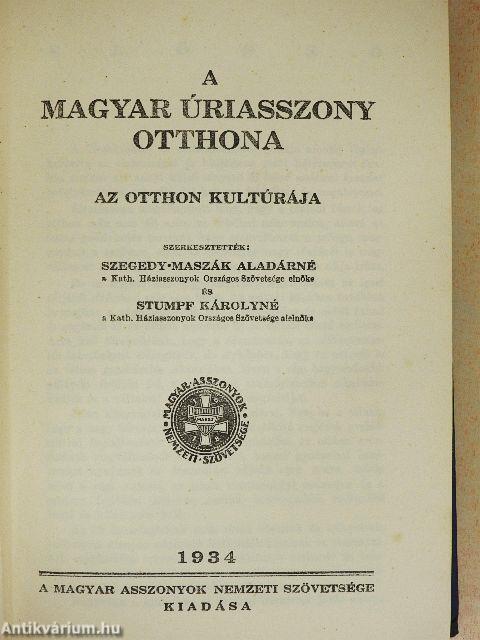 A
MAGYAR ÚRIASSZONY
OTTHONA
AZ OTTHON KULTÚRÁJA
SZERKESZTETTÉK:
SZEGEDY-MASZÁK ALADÁRNÉ
a Kath. Háziasszonyok Országos Szövetsége elnöke
ÉS
STUMPF KÁROLYNÉ
a Kath. Háziasszonyok Országos Szövetsége alelnöke
MAGYAR ASSZONYOK
NEMZETI SZÖVETSÉGE
1934
A MAGYAR ASSZONYOK NEMZETI SZÖVETSÉGE
KIADÁSA
Antikvárium.hu